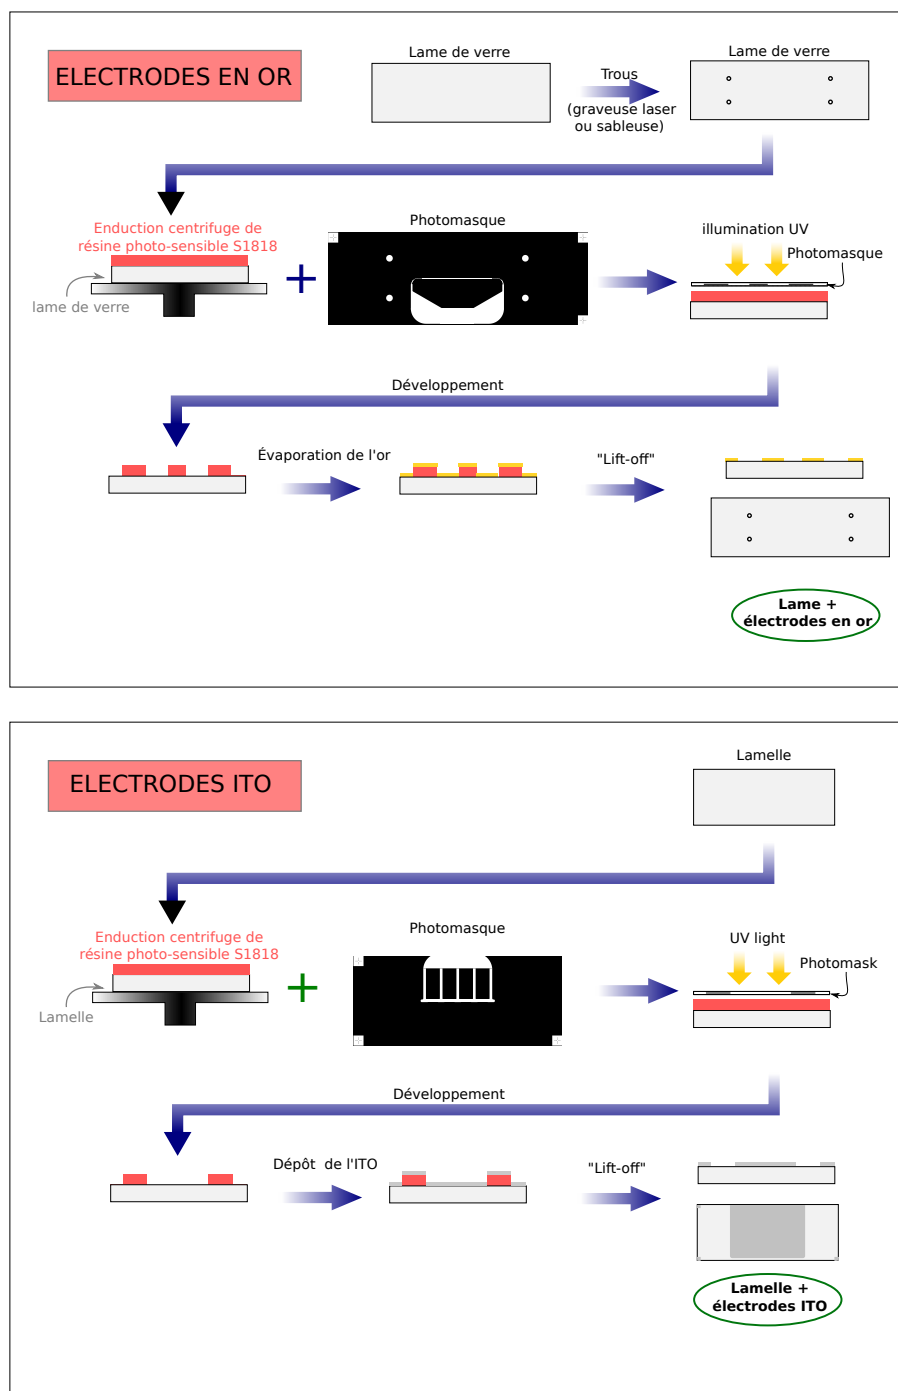 ELECTRODES EN OR
Lame de verre
Trous
(graveuse laser
ou sableuse)
Lame de verre
Enduction centrifuge de
résine photo-sensible S1818
lame de verre
Photomasque
illumination UV
Photomasque
Développement
Évaporation de l'or
"Lift-off"
Lame +
électrodes en or
ELECTRODES ITO
Lamelle
Enduction centrifuge de
résine photo-sensible S1818
Lamelle
Photomasque
UV light
Photomask
Développement
Dépôt de l'ITO
"Lift-off"
Lamelle +
électrodes ITO